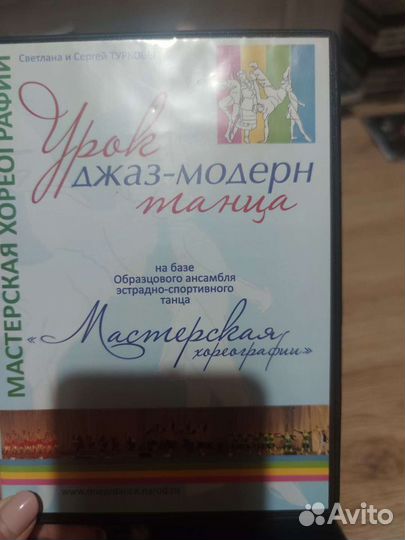 Светлана и Сергей ТУРКОВЫ
МАСТЕРСКАЯ ХОРЕОГРАФИИ
Урок
джаз-модерн
танца
на базе
Образцового ансамбля
эстрадно-спортивного
танца
«Мастерская
хореографии»
Avito